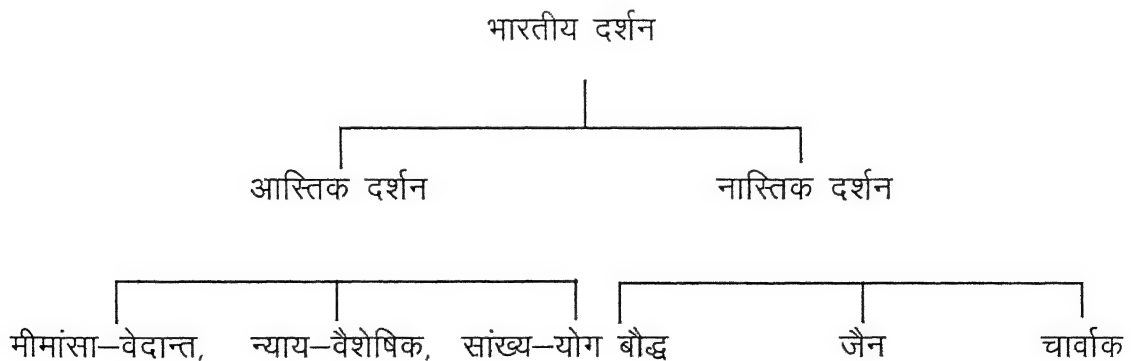 भारतीय दर्शन
आस्तिक दर्शन नास्तिक दर्शन
मीमांसा–वेदान्त, न्याय–वैशेषिक, सांख्य–योग बौद्ध जैन चार्वाक